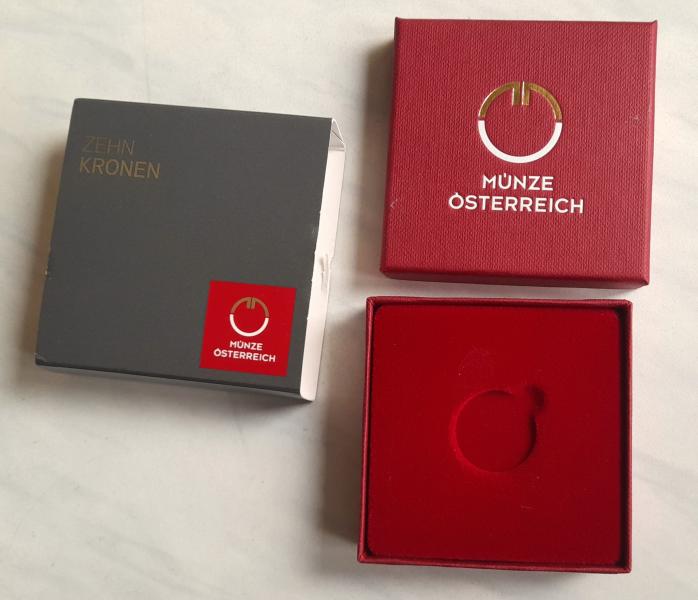 ZEHN
KRONEN
MÜNZE
ÖSTERREICH
MÜNZE
ÖSTERREICH